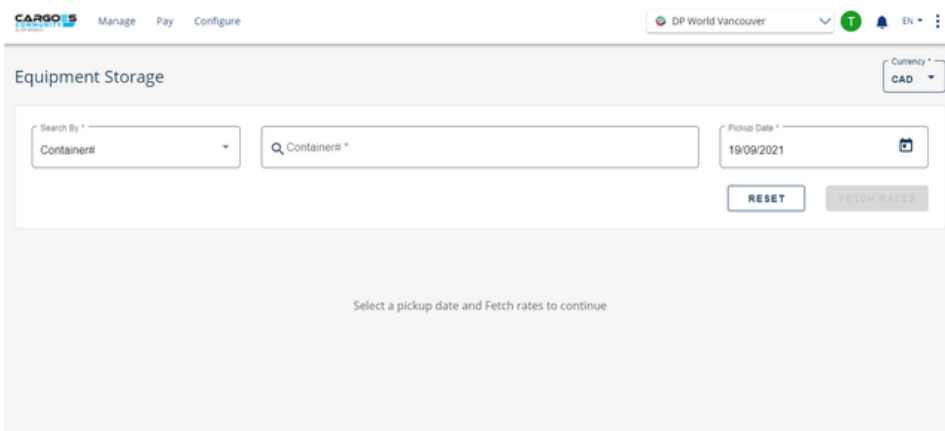 CARGOES
COMMUNITY
Manage Pay Configure
DP World Vancouver
T
EN
Equipment Storage
Currency *
CAD
Search By *
Container#
Container# *
Pickup Date *
19/09/2021
RESET
FETCH RATES
Select a pickup date and Fetch rates to continue